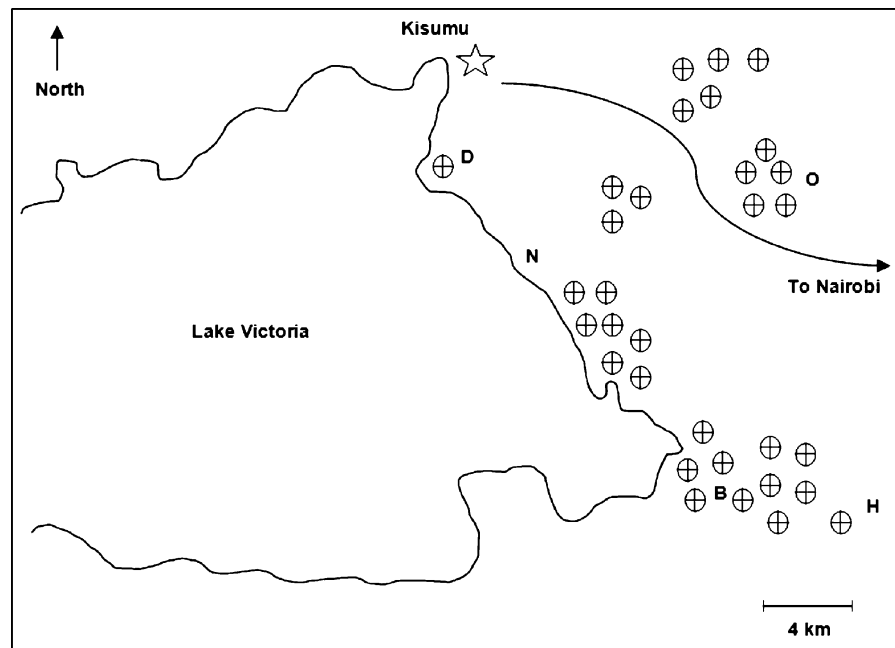 Kisumu
North
D
O
N
To Nairobi
Lake Victoria
B
H
4 km